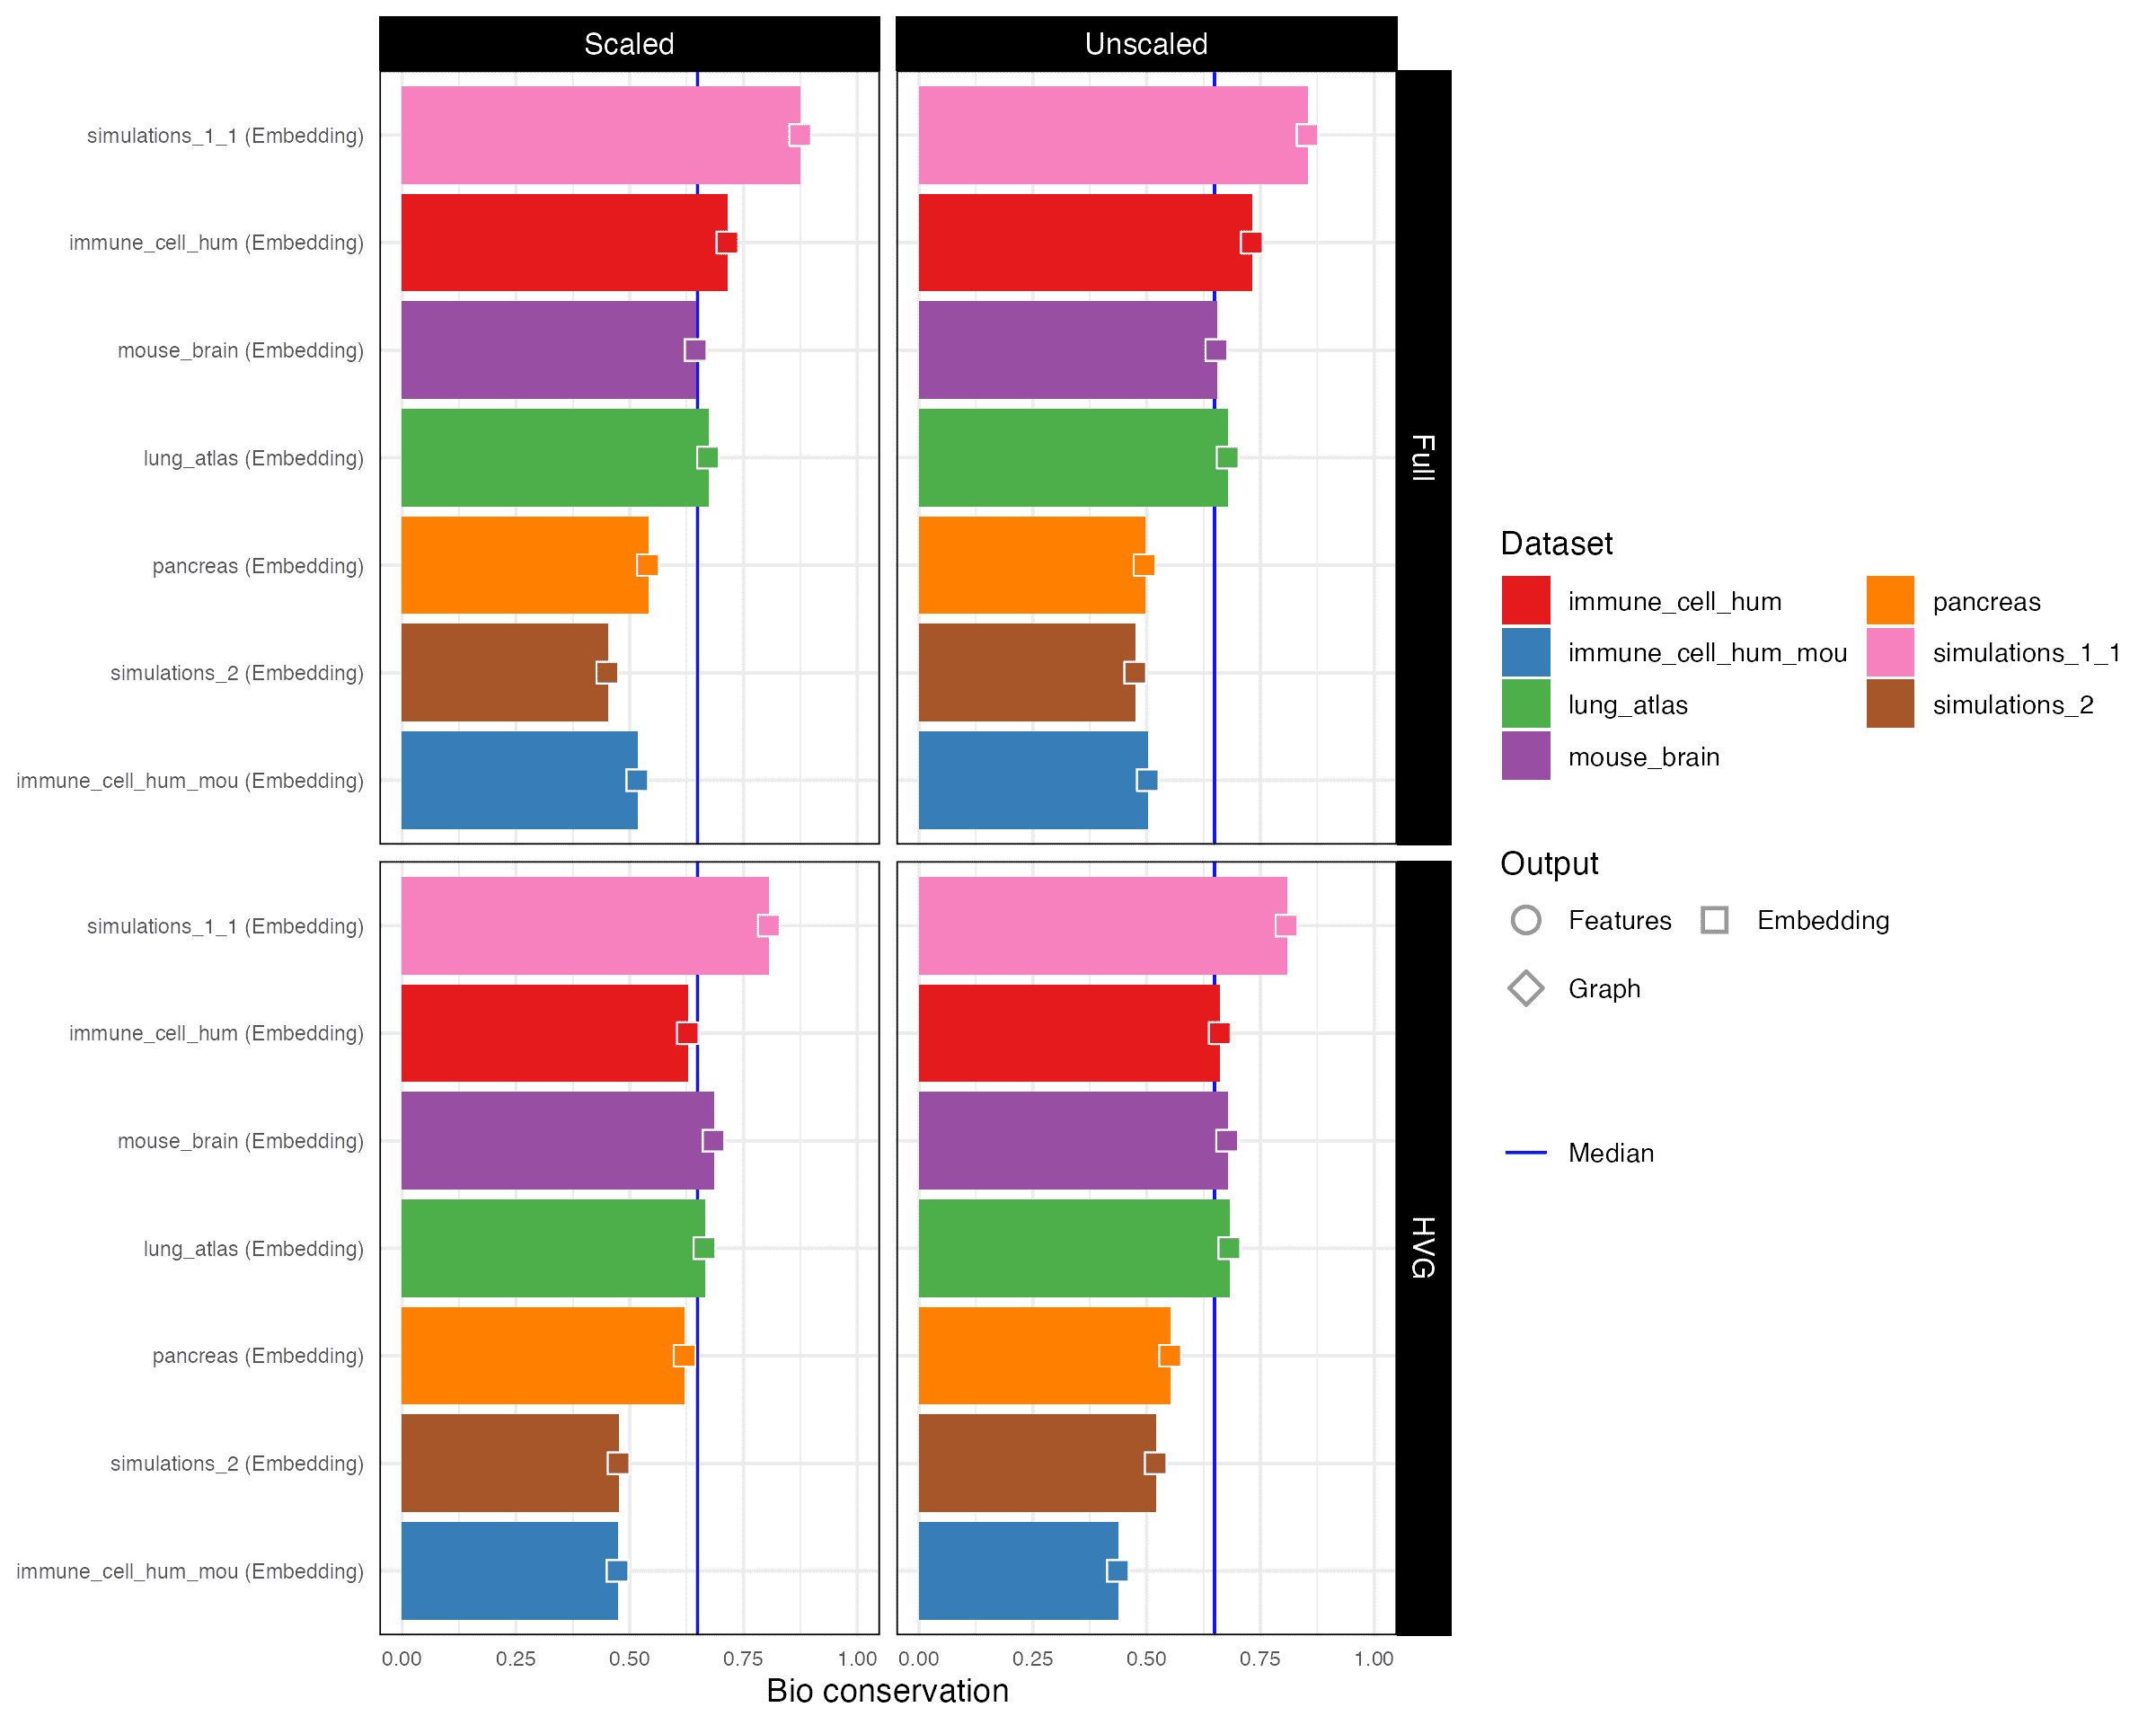 Scaled
Unscaled
simulations_1_1 (Embedding)
immune_cell_hum (Embedding)
mouse_brain (Embedding)
lung_atlas (Embedding)
pancreas (Embedding)
simulations_2 (Embedding)
immune_cell_hum_mou (Embedding)
Full
simulations_1_1 (Embedding)
immune_cell_hum (Embedding)
mouse_brain (Embedding)
lung_atlas (Embedding)
pancreas (Embedding)
simulations_2 (Embedding)
immune_cell_hum_mou (Embedding)
HVG
0.00 0.25 0.50 0.75 1.00
0.00 0.25 0.50 0.75 1.00
Bio conservation
Dataset
immune_cell_hum
immune_cell_hum_mou
lung_atlas
mouse_brain
pancreas
simulations_1_1
simulations_2
Output
Features
Embedding
Graph
Median